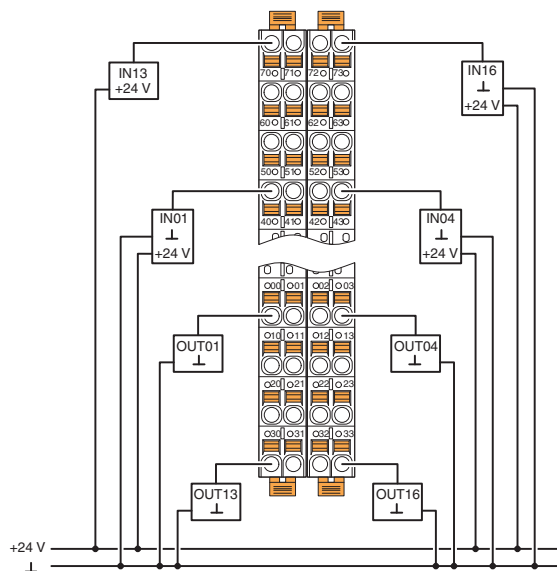 IN13
+24 V
IN16
⊥
+24 V
70 71 72 73
60 61 62 63
50 51 52 53
40 41 42 43
IN01
⊥
+24 V
IN04
⊥
+24 V
00 01 02 03
OUT01
⊥
10 11 12 13
OUT04
⊥
20 21 22 23
30 31 32 33
OUT13
⊥
OUT16
⊥
+24 V
⊥